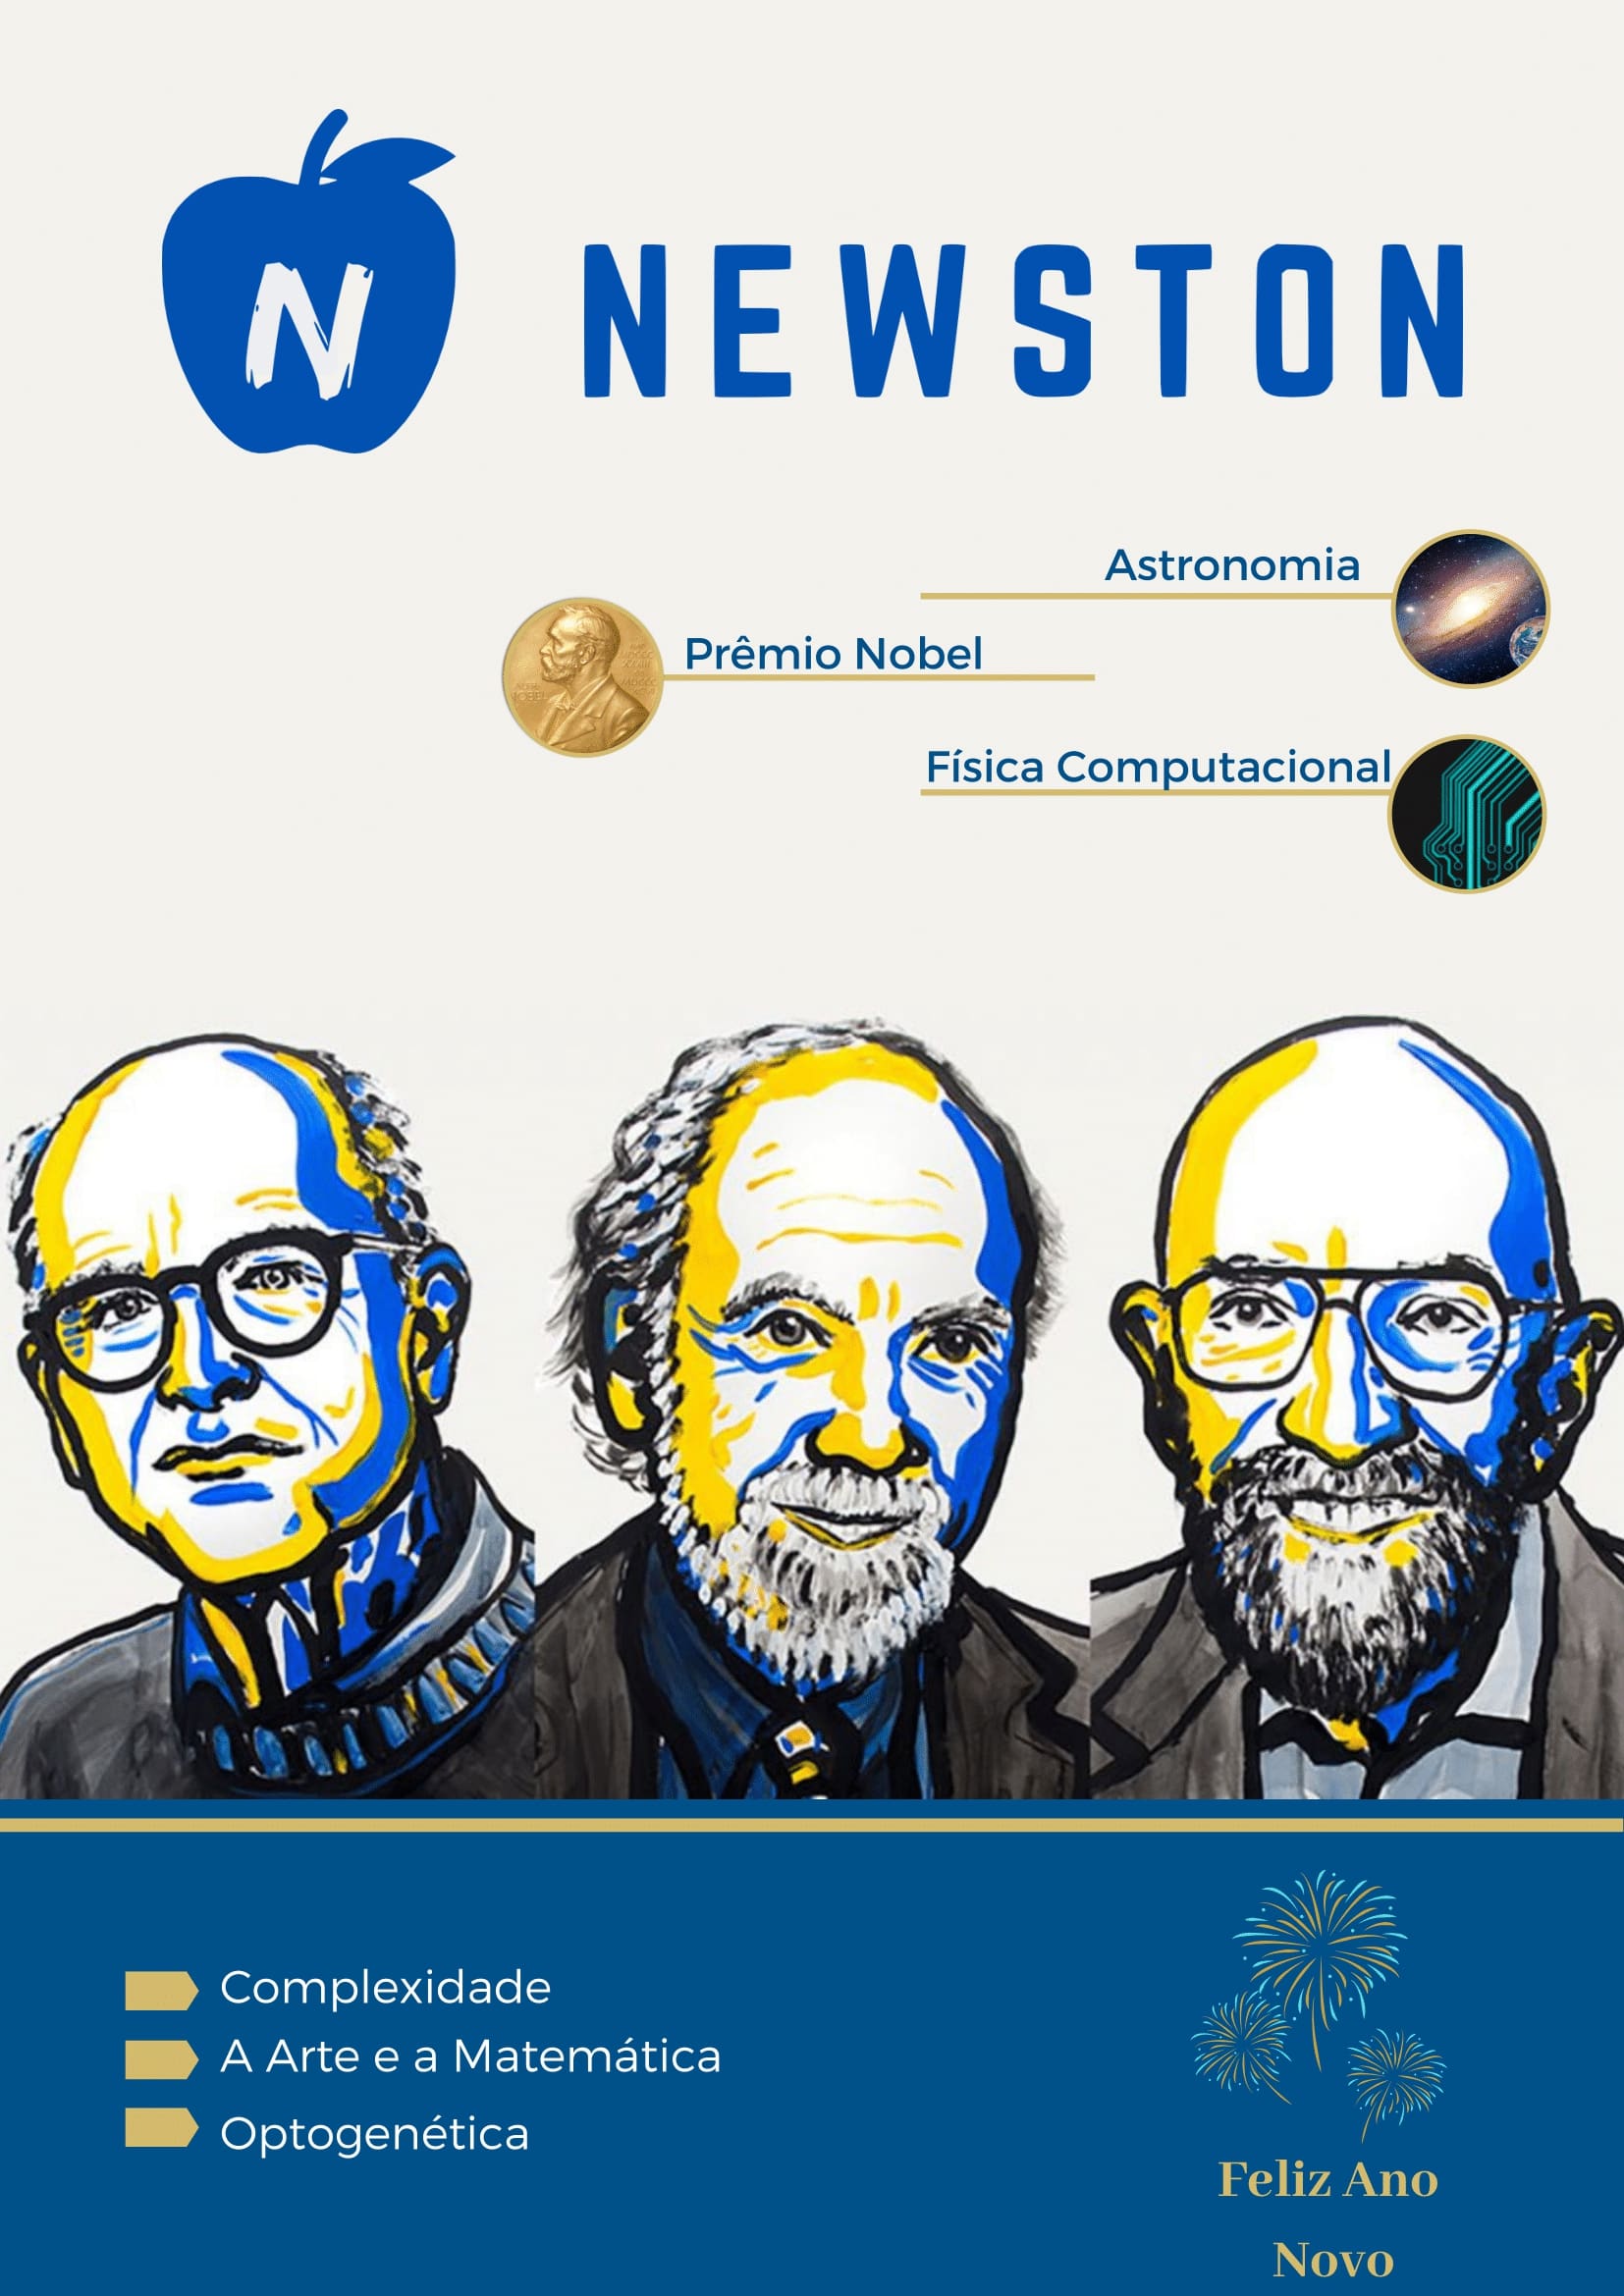 N
NEWSTON
Astronomia
Prêmio Nobel
Física Computacional
Complexidade
A Arte e a Matemática
Optogenética
Feliz Ano
Novo